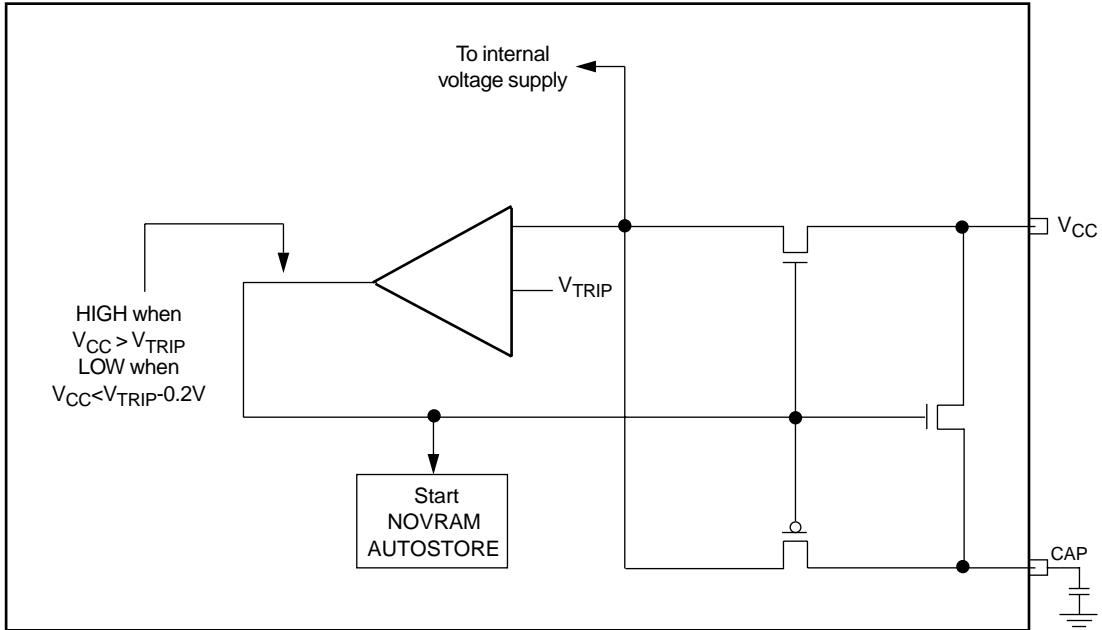 To internal
voltage supply
VCC
VTRIP
HIGH when
VCC > VTRIP
LOW when
VCC<VTRIP-0.2V
Start
NOVRAM
AUTOSTORE
CAP